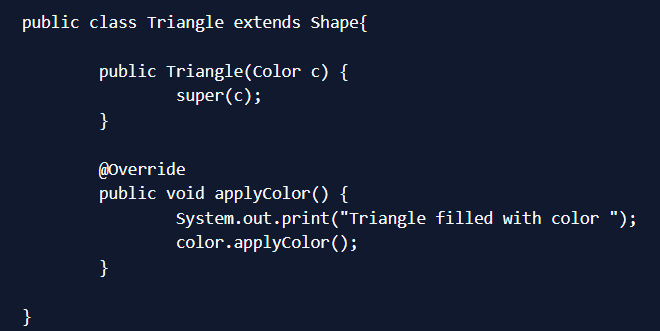 public class Triangle extends Shape{
public Triangle(Color c) {
super(c);
}
@Override
public void applyColor() {
System.out.print("Triangle filled with color ");
color.applyColor();
}
}